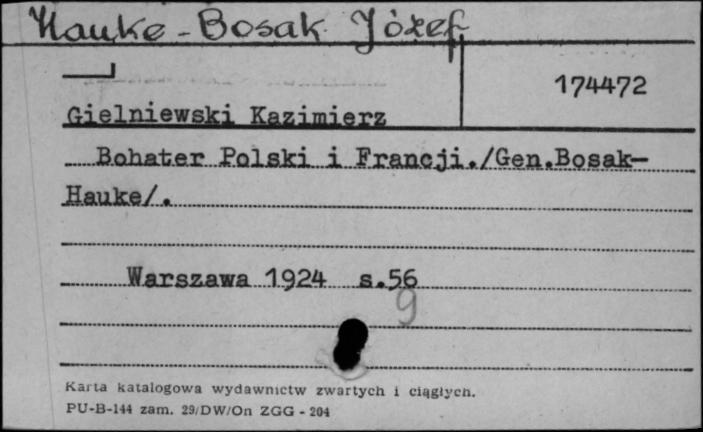 Hauke-Bosak Józef
174472
Gielniewski Kazimierz
Bohater Polski i Francji./Gen.Bosak-
Hauke/.
Warszawa 1924 s.56
9
Karta katalogowa wydawnictw zwartych i ciągłych.
PU-B-144 zam. 29/DW/On ZGG - 204